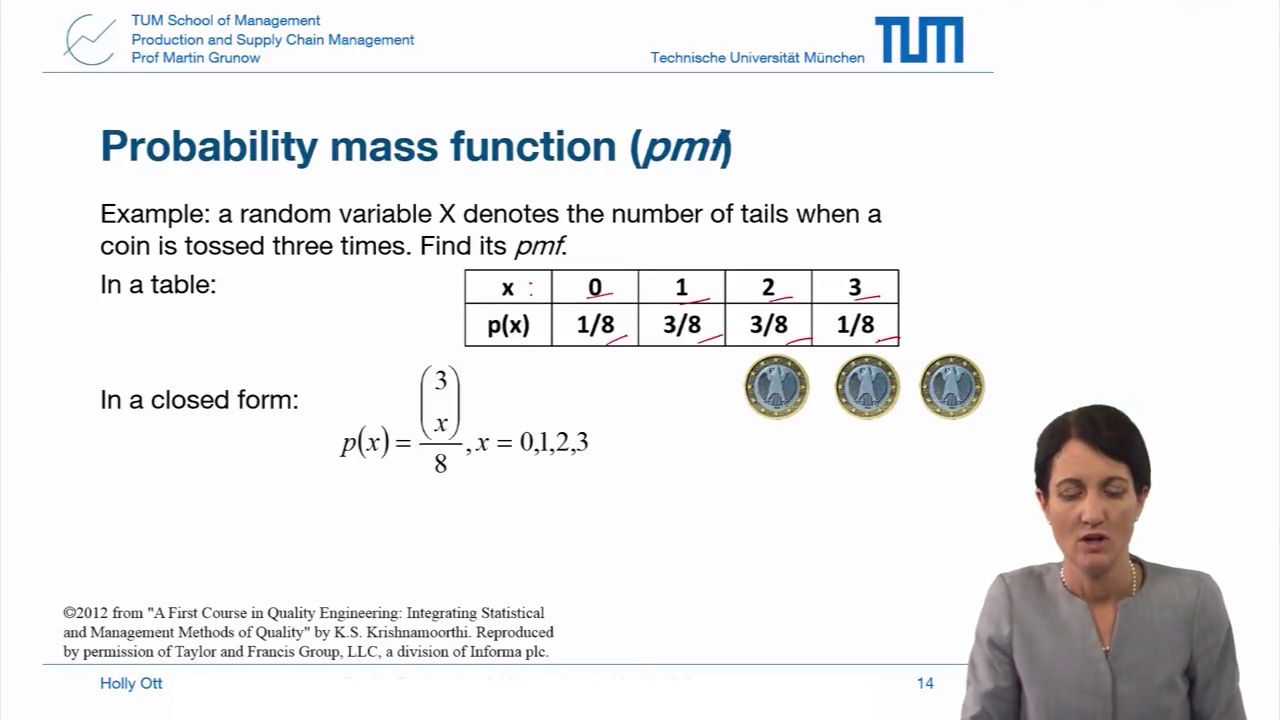 TUM School of Management
Production and Supply Chain Management
Prof Martin Grunow
Technische Universität München
TUM
Probability mass function (pmf)
Example: a random variable X denotes the number of tails when a
coin is tossed three times. Find its pmf.
In a table:
x : 0 1 2 3
p(x) 1/8 3/8 3/8 1/8
In a closed form:
p(x) = (3 x) / 8 , x = 0,1,2,3
©2012 from "A First Course in Quality Engineering: Integrating Statistical
and Management Methods of Quality" by K.S. Krishnamoorthi. Reproduced
by permission of Taylor and Francis Group, LLC, a division of Informa plc.
Holly Ott
14